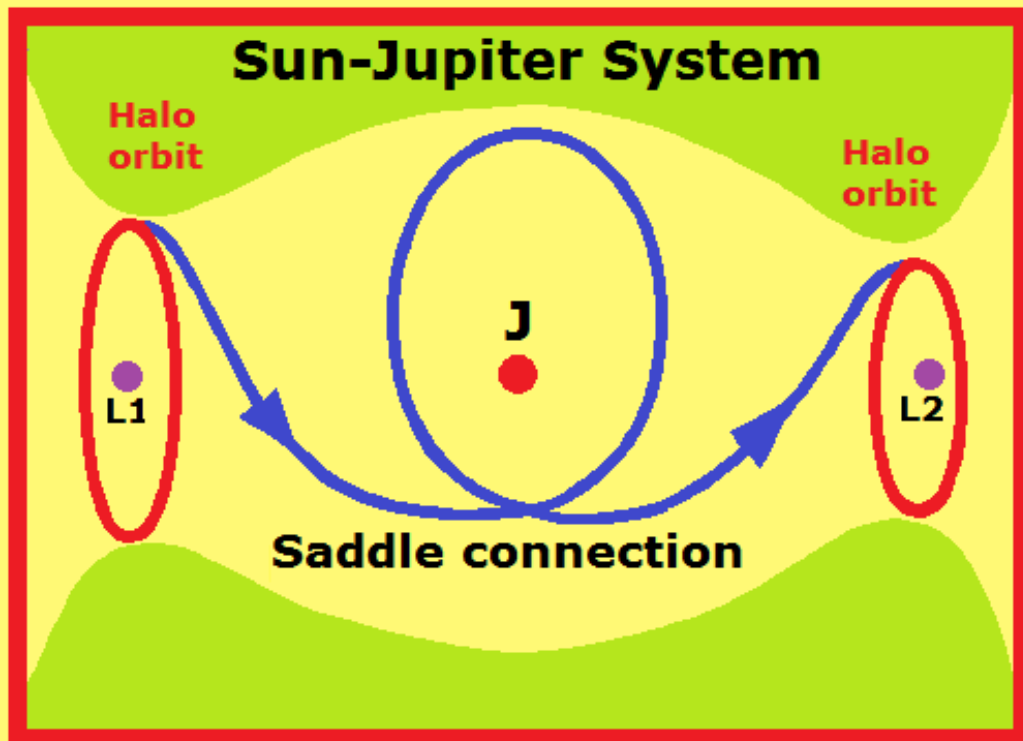 Sun-Jupiter System
Halo
orbit
Halo
orbit
J
L1
L2
Saddle connection